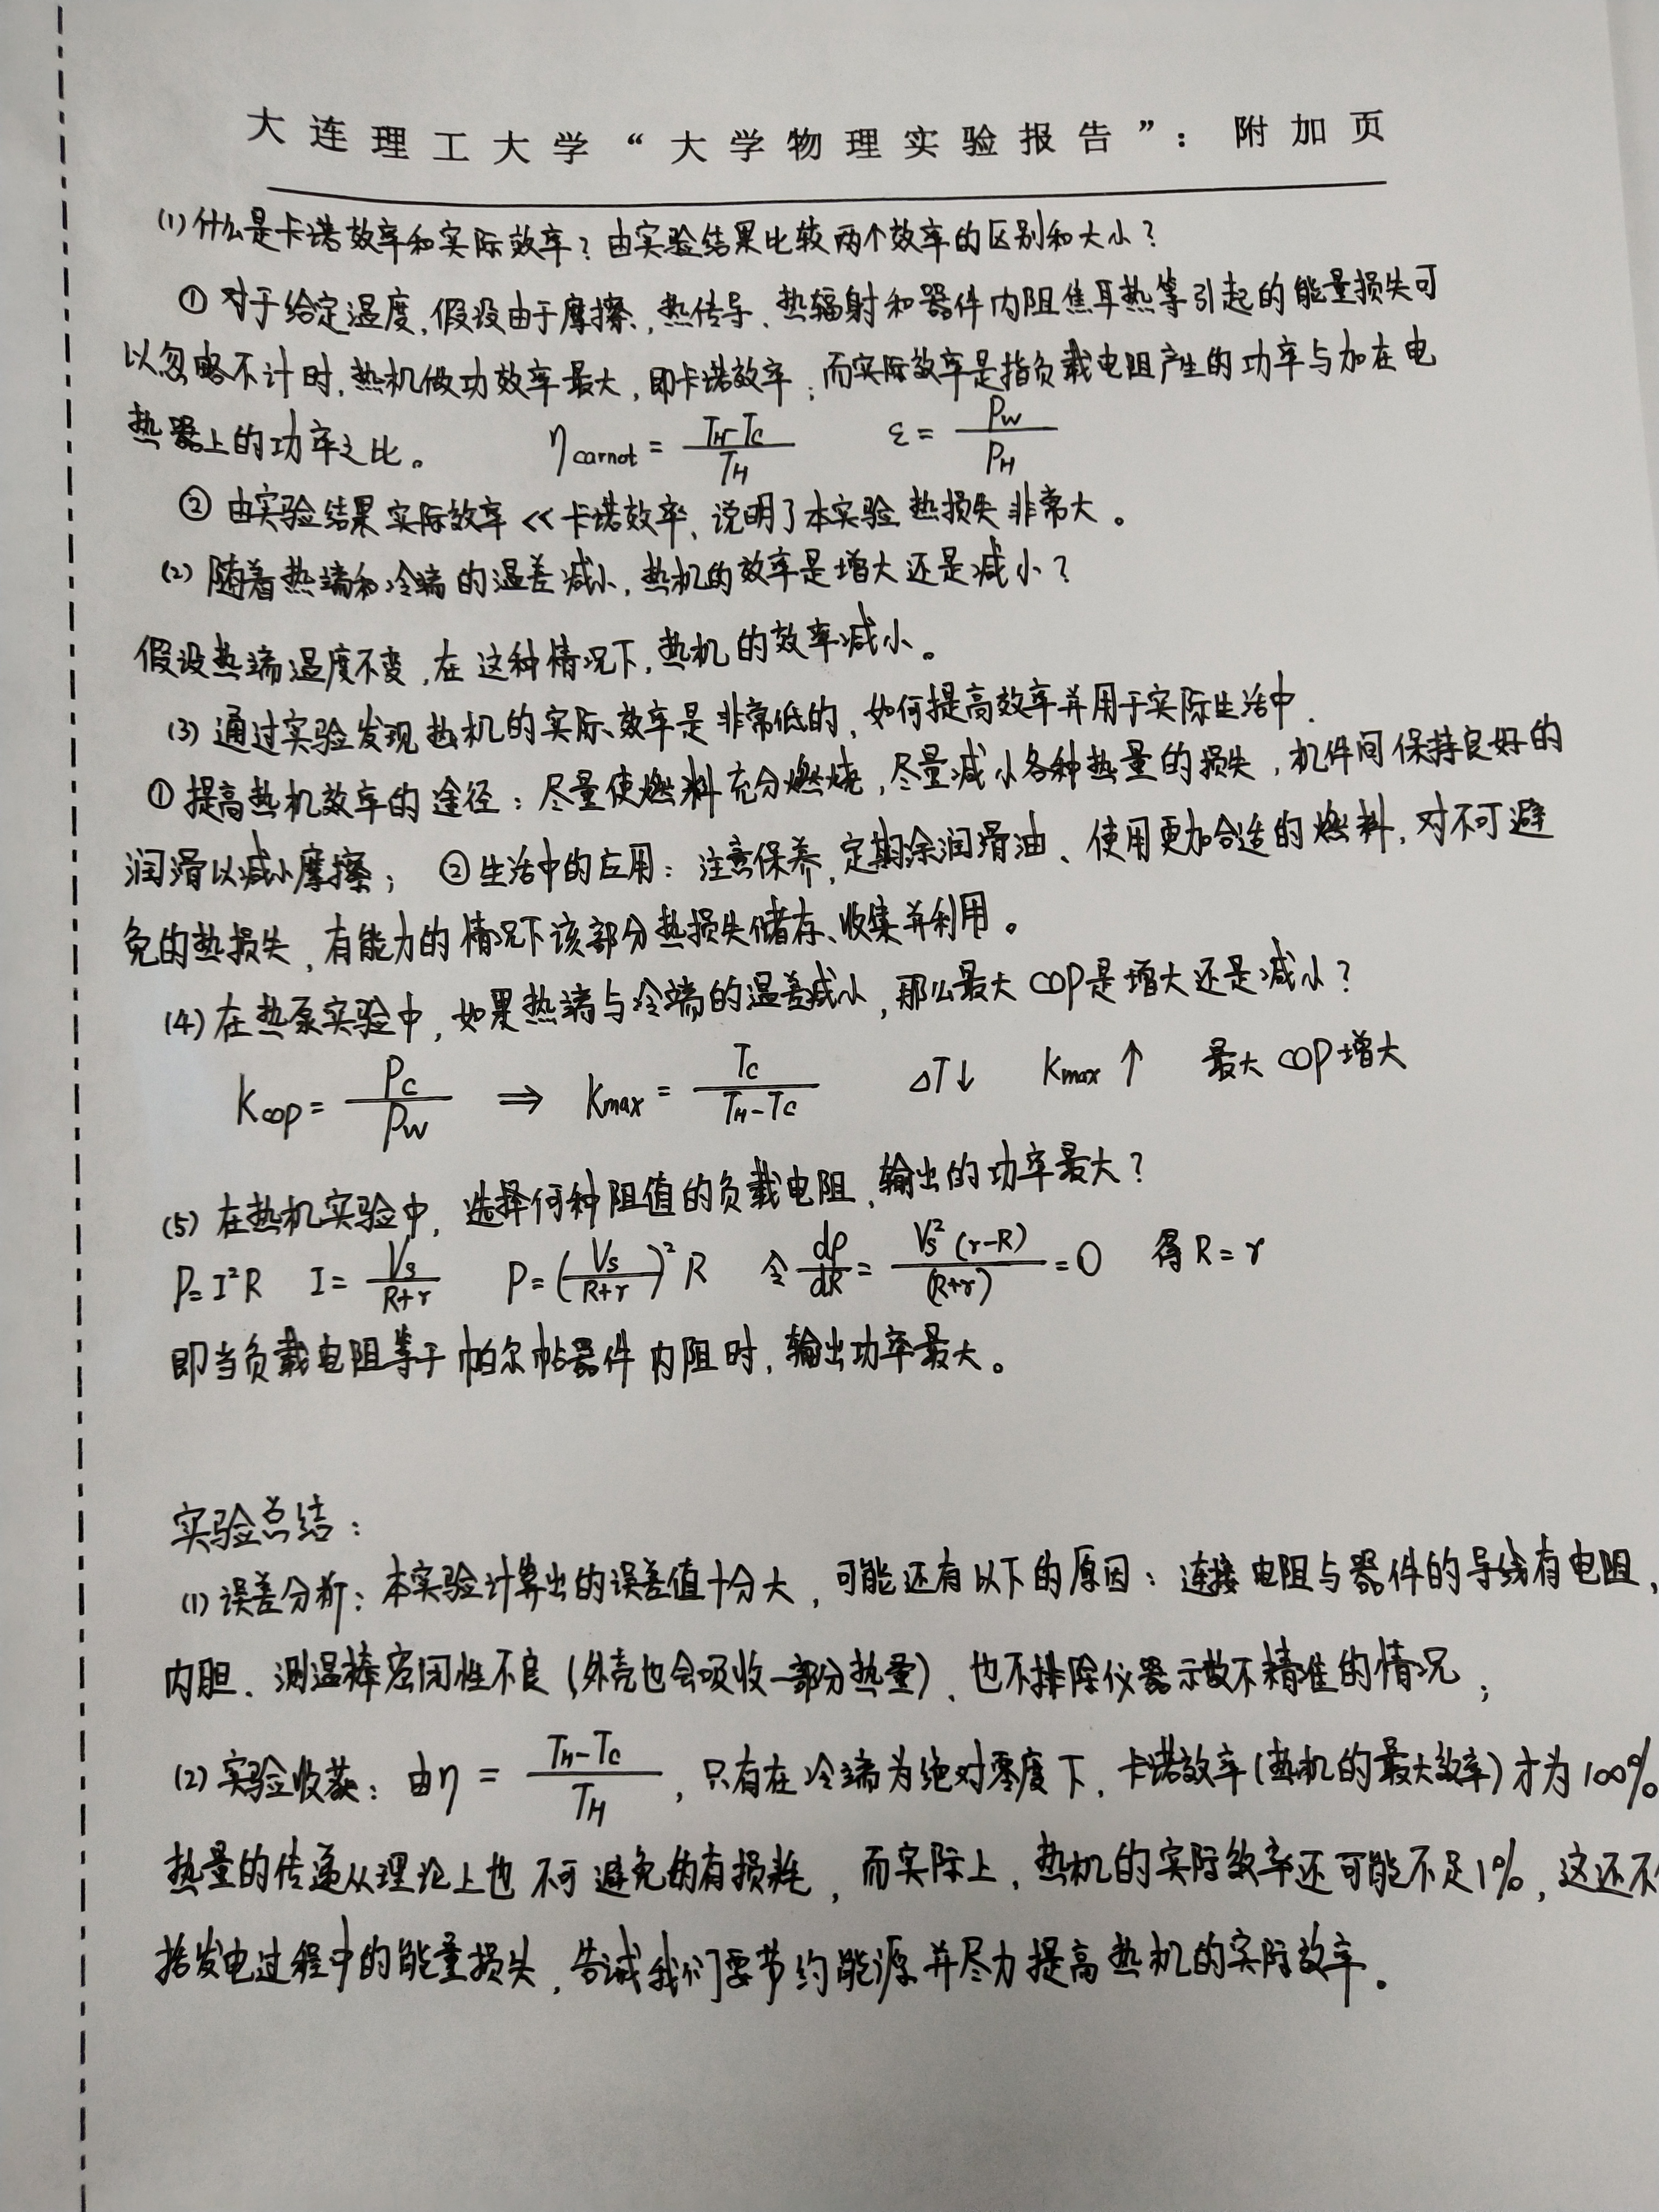 大连理工大学“大学物理实验报告”：附加页
(1) 什么是卡诺效率和实际效率？由实验结果比较两个效率的区别和大小？
① 对于给定温度,假设由于摩擦、热传导、热辐射和器件内阻焦耳热等引起的能量损失可
以忽略不计时,热机做功效率最大,即卡诺效率；而实际效率是指负载电阻产生的功率与加在电
热器上的功率之比。 η carnot = (T_H-T_C)/T_H ε = P_W/P_H
② 由实验结果实际效率 << 卡诺效率,说明了本实验热损失非常大。
(2) 随着热端和冷端的温差减小,热机的效率是增大还是减小？
假设热端温度不变,在这种情况下,热机的效率减小。
(3) 通过实验发现热机的实际效率是非常低的,如何提高效率并用于实际生活中.
① 提高热机效率的途径：尽量使燃料充分燃烧,尽量减小各种热量的损失,机件间保持良好的
润滑以减小摩擦； ② 生活中的应用：注意保养,定期涂润滑油、使用更加合适的燃料,对不可避
免的热损失,有能力的情况下该部分热损失储存、收集并利用。
(4) 在热泵实验中,如果热端与冷端的温差减小,那么最大COP是增大还是减小？
K_COP = P_C/P_W ⇒ K_max = T_C/(T_H-T_C) ΔT↓ K_max ↑ 最大COP增大
(5) 在热机实验中,选择何种阻值的负载电阻,输出的功率最大？
P=I²R I=V_S/(R+r) P=(V_S/(R+r))²R 令 dP/dR = V_S²(r-R)/(R+r) = 0 得R=r
即当负载电阻等于帕尔帖器件内阻时,输出功率最大。
实验总结：
(1) 误差分析：本实验计算出的误差值十分大,可能还有以下的原因：连接电阻与器件的导线有电阻,
内胆、测温棒密闭性不良(外壳也会吸收一部分热量)、也不排除仪器示数不精准的情况；
(2) 实验收获：由η = (T_H-T_C)/T_H ,只有在冷端为绝对零度下,卡诺效率(热机的最大效率)才为100%
热量的传递从理论上也不可避免的有损耗,而实际上,热机的实际效率还可能不足1%,这还不
括发电过程中的能量损失,告诫我们要节约能源并尽力提高热机的实际效率。